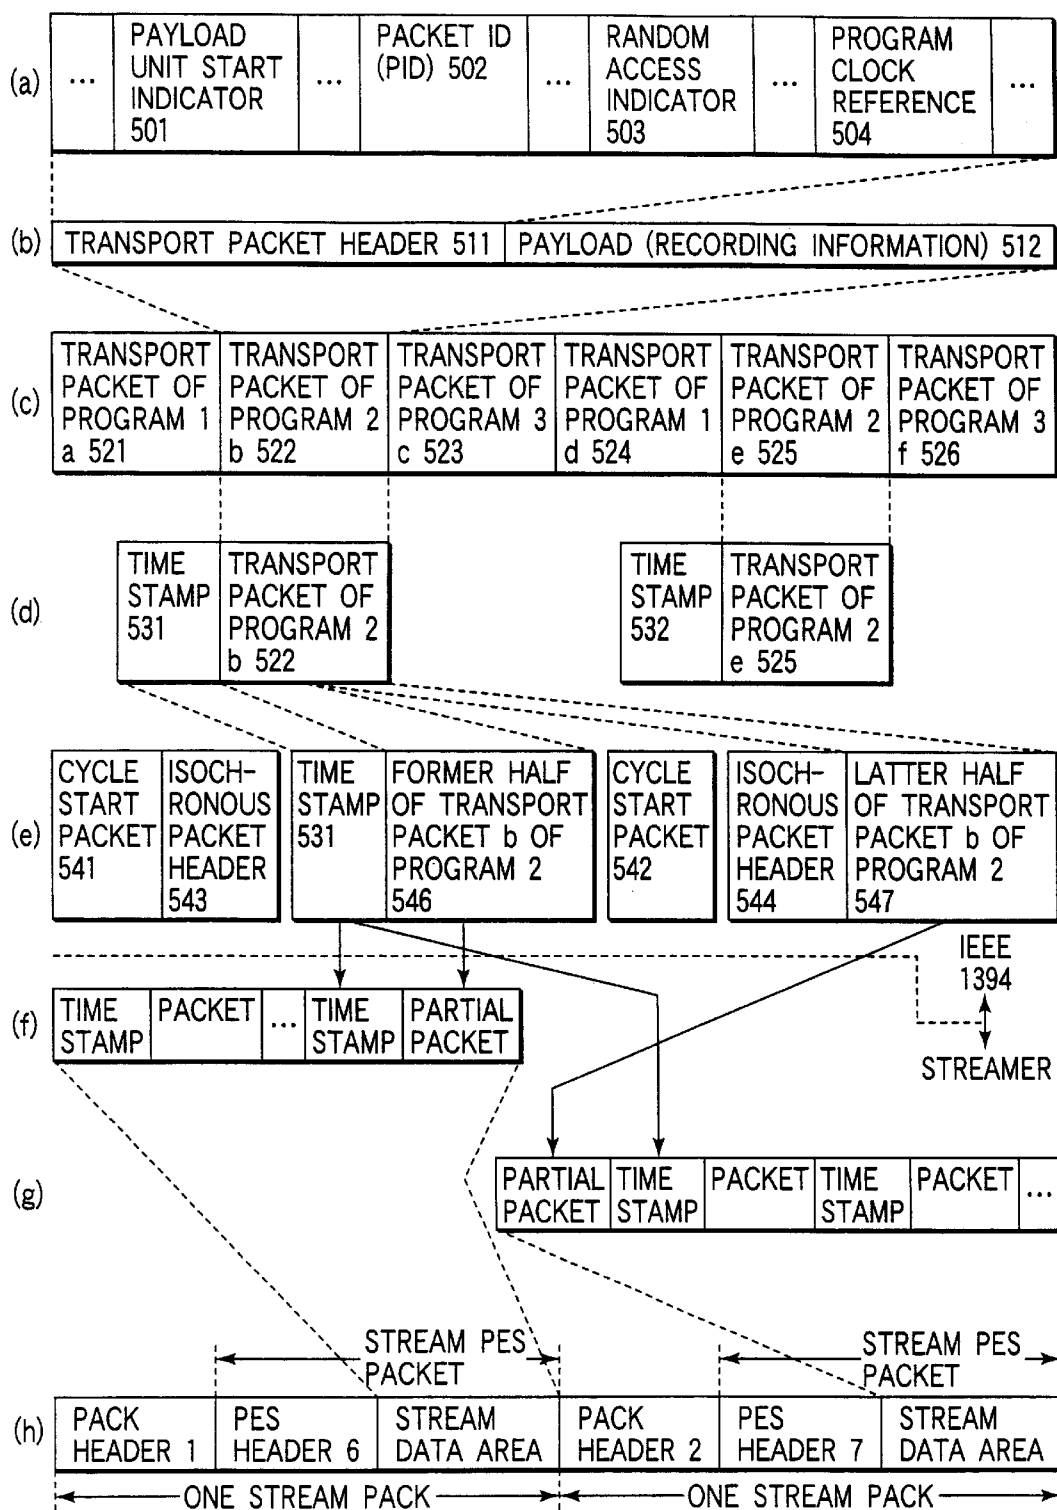 (a)
...
PAYLOAD
UNIT START
INDICATOR
501
...
PACKET ID
(PID) 502
...
RANDOM
ACCESS
INDICATOR
503
...
PROGRAM
CLOCK
REFERENCE
504
...
(b)
TRANSPORT PACKET HEADER 511
PAYLOAD (RECORDING INFORMATION) 512
(c)
TRANSPORT
PACKET OF
PROGRAM 1
a 521
TRANSPORT
PACKET OF
PROGRAM 2
b 522
TRANSPORT
PACKET OF
PROGRAM 3
c 523
TRANSPORT
PACKET OF
PROGRAM 1
d 524
TRANSPORT
PACKET OF
PROGRAM 2
e 525
TRANSPORT
PACKET OF
PROGRAM 3
f 526
(d)
TIME
STAMP
531
TRANSPORT
PACKET OF
PROGRAM 2
b 522
TIME
STAMP
532
TRANSPORT
PACKET OF
PROGRAM 2
e 525
(e)
CYCLE
START
PACKET
541
ISOCH-
RONOUS
PACKET
HEADER
543
TIME
STAMP
531
FORMER HALF
OF TRANSPORT
PACKET b OF
PROGRAM 2
546
CYCLE
START
PACKET
542
ISOCH-
RONOUS
PACKET
HEADER
544
LATTER HALF
OF TRANSPORT
PACKET b OF
PROGRAM 2
547
IEEE
1394
STREAMER
(f)
TIME
STAMP
PACKET
...
TIME
STAMP
PARTIAL
PACKET
(g)
PARTIAL
PACKET
TIME
STAMP
PACKET
TIME
STAMP
PACKET
...
STREAM PES
PACKET
STREAM PES
PACKET
(h)
PACK
HEADER 1
PES
HEADER 6
STREAM
DATA AREA
PACK
HEADER 2
PES
HEADER 7
STREAM
DATA AREA
ONE STREAM PACK
ONE STREAM PACK